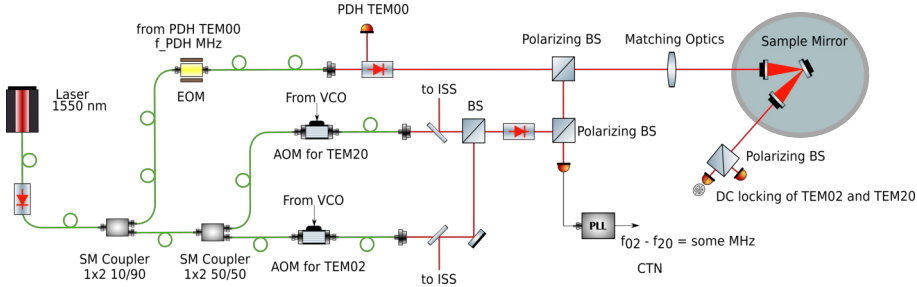 PDH TEM00
from PDH TEM00
f_PDH MHz
EOM
Polarizing BS
Matching Optics
Sample Mirror
Laser
1550 nm
From VCO
AOM for TEM20
to ISS
BS
Polarizing BS
Polarizing BS
DC locking of TEM02 and TEM20
From VCO
AOM for TEM02
to ISS
SM Coupler
1x2 10/90
SM Coupler
1x2 50/50
PLL
f02 - f20 = some MHz
CTN